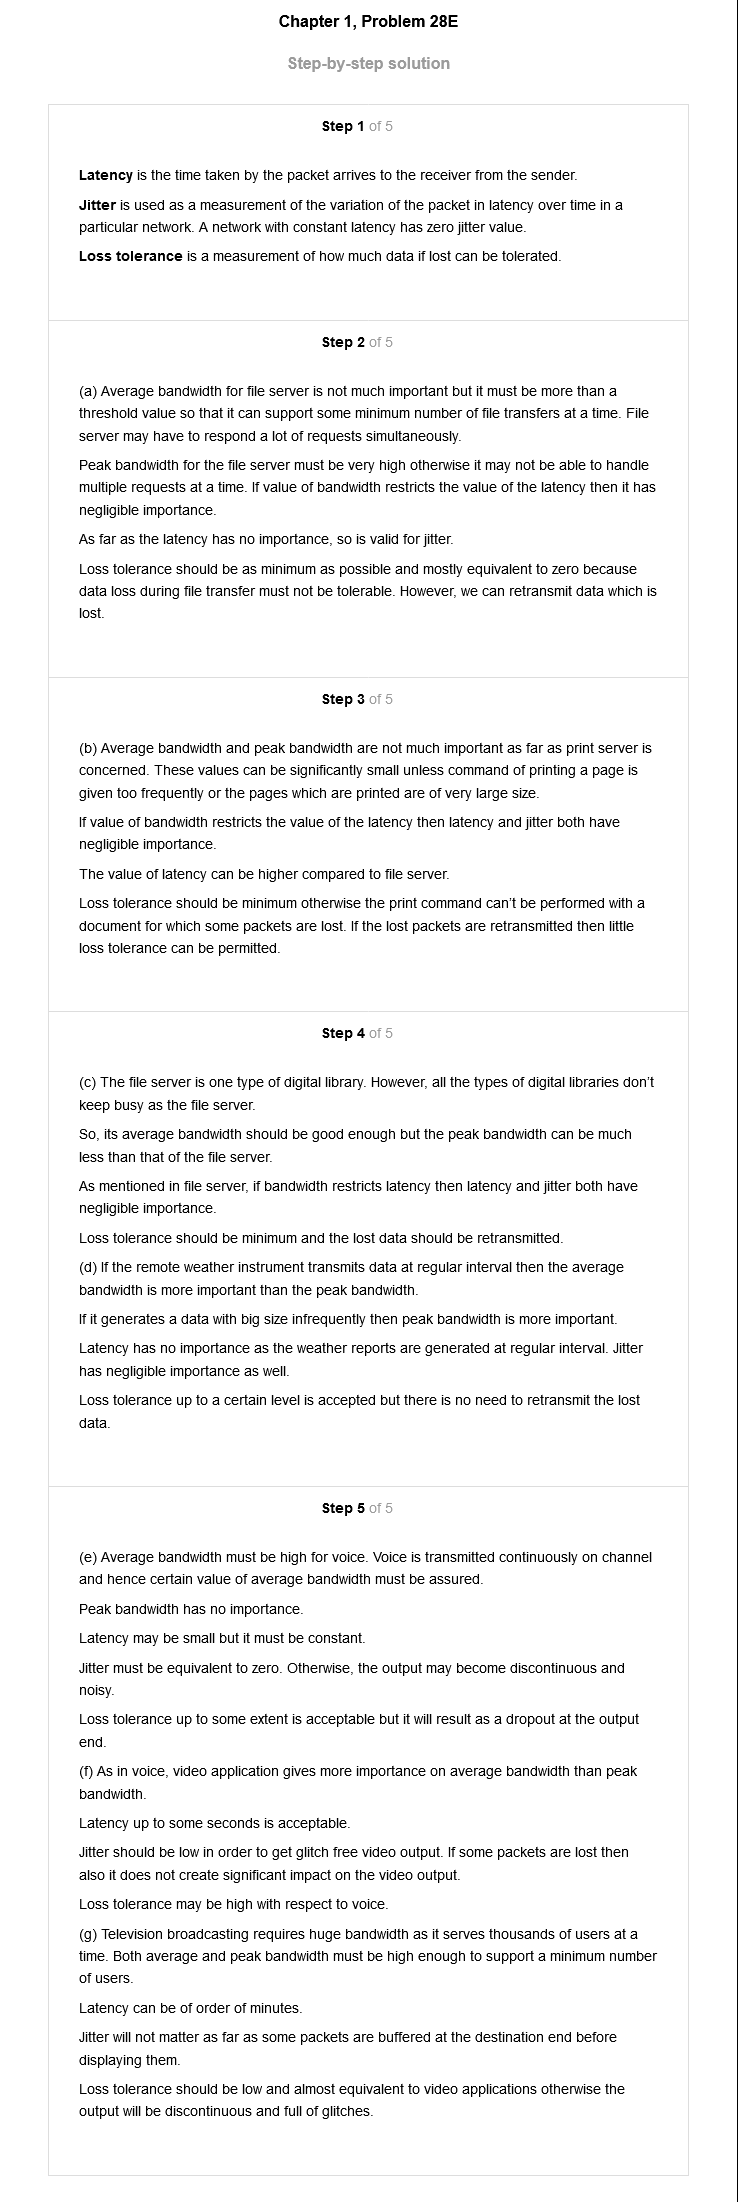 Chapter 1, Problem 28E
Step-by-step solution
Step 1 of 5
Latency is the time taken by the packet arrives to the receiver from the sender.
Jitter is used as a measurement of the variation of the packet in latency over time in a
particular network. A network with constant latency has zero jitter value.
Loss tolerance is a measurement of how much data if lost can be tolerated.
Step 2 of 5
(a) Average bandwidth for file server is not much important but it must be more than a
threshold value so that it can support some minimum number of file transfers at a time. File
server may have to respond a lot of requests simultaneously.
Peak bandwidth for the file server must be very high otherwise it may not be able to handle
multiple requests at a time. If value of bandwidth restricts the value of the latency then it has
negligible importance.
As far as the latency has no importance, so is valid for jitter.
Loss tolerance should be as minimum as possible and mostly equivalent to zero because
data loss during file transfer must not be tolerable. However, we can retransmit data which is
lost.
Step 3 of 5
(b) Average bandwidth and peak bandwidth are not much important as far as print server is
concerned. These values can be significantly small unless command of printing a page is
given too frequently or the pages which are printed are of very large size.
If value of bandwidth restricts the value of the latency then latency and jitter both have
negligible importance.
The value of latency can be higher compared to file server.
Loss tolerance should be minimum otherwise the print command can't be performed with a
document for which some packets are lost. If the lost packets are retransmitted then little
loss tolerance can be permitted.
Step 4 of 5
(c) The file server is one type of digital library. However, all the types of digital libraries don't
keep busy as the file server.
So, its average bandwidth should be good enough but the peak bandwidth can be much
less than that of the file server.
As mentioned in file server, if bandwidth restricts latency then latency and jitter both have
negligible importance.
Loss tolerance should be minimum and the lost data should be retransmitted.
(d) If the remote weather instrument transmits data at regular interval then the average
bandwidth is more important than the peak bandwidth.
If it generates a data with big size infrequently then peak bandwidth is more important.
Latency has no importance as the weather reports are generated at regular interval. Jitter
has negligible importance as well.
Loss tolerance up to a certain level is accepted but there is no need to retransmit the lost
data.
Step 5 of 5
(e) Average bandwidth must be high for voice. Voice is transmitted continuously on channel
and hence certain value of average bandwidth must be assured.
Peak bandwidth has no importance.
Latency may be small but it must be constant.
Jitter must be equivalent to zero. Otherwise, the output may become discontinuous and
noisy.
Loss tolerance up to some extent is acceptable but it will result as a dropout at the output
end.
(f) As in voice, video application gives more importance on average bandwidth than peak
bandwidth.
Latency up to some seconds is acceptable.
Jitter should be low in order to get glitch free video output. If some packets are lost then
also it does not create significant impact on the video output.
Loss tolerance may be high with respect to voice.
(g) Television broadcasting requires huge bandwidth as it serves thousands of users at a
time. Both average and peak bandwidth must be high enough to support a minimum number
of users.
Latency can be of order of minutes.
Jitter will not matter as far as some packets are buffered at the destination end before
displaying them.
Loss tolerance should be low and almost equivalent to video applications otherwise the
output will be discontinuous and full of glitches.